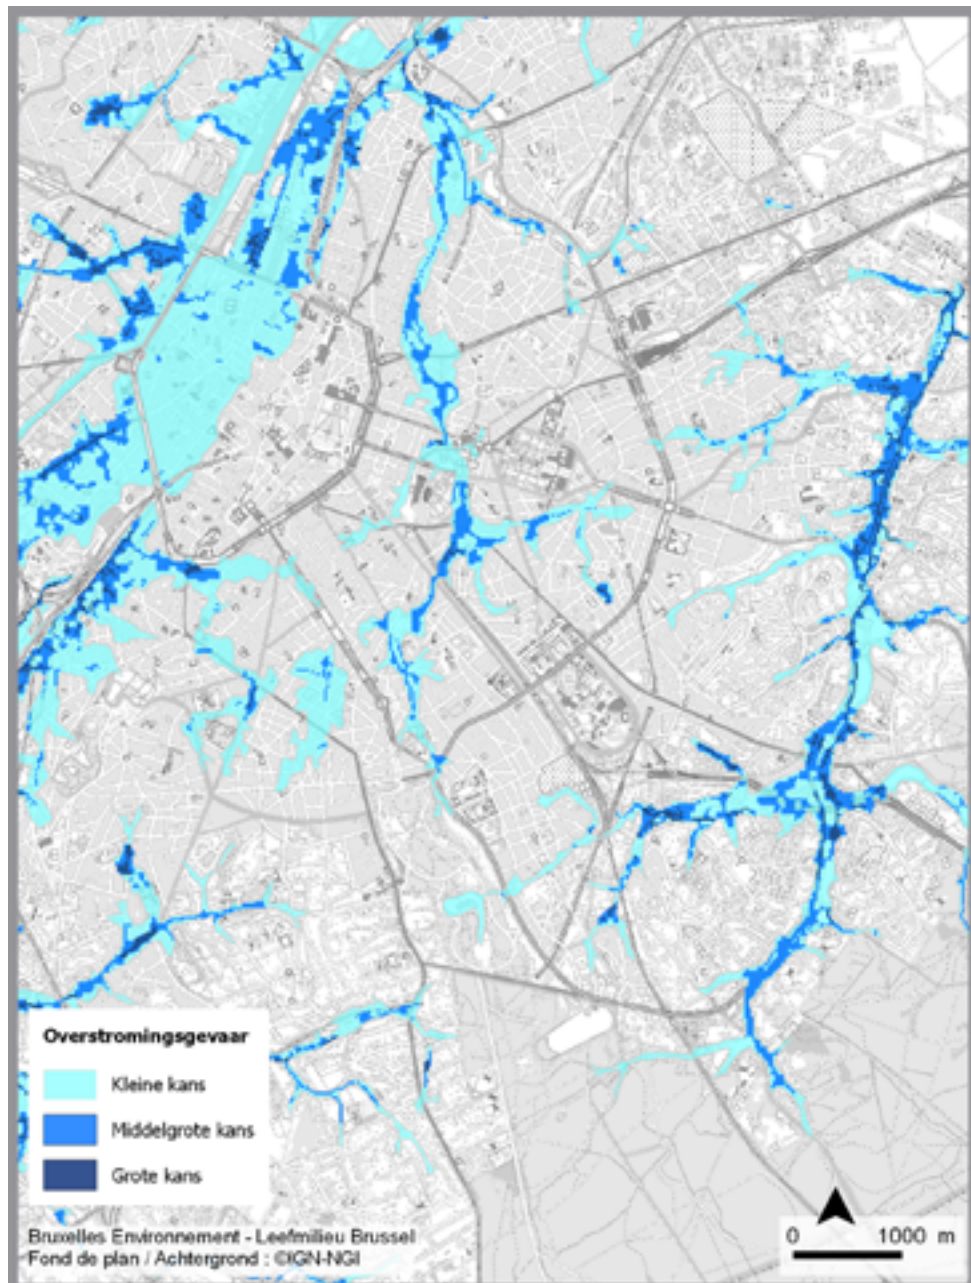 Overstromingsgevaar
Kleine kans
Middelgrote kans
Grote kans
Bruxelles Environnement - Leefmilieu Brussel
Fond de plan / Achtergrond : ©IGN-NGI
0 1000 m